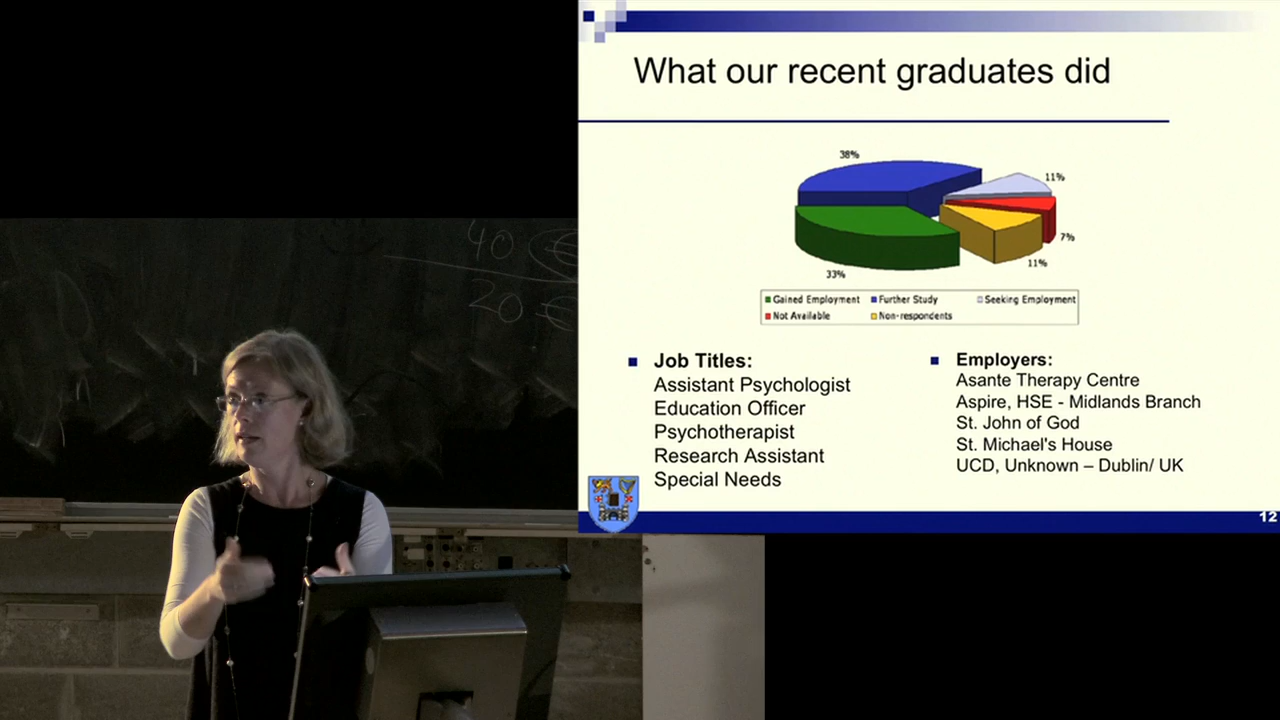 What our recent graduates did
38%
11%
7%
11%
33%
Gained Employment Further Study Seeking Employment
Not Available Non-respondents
Job Titles:
Assistant Psychologist
Education Officer
Psychotherapist
Research Assistant
Special Needs
Employers:
Asante Therapy Centre
Aspire, HSE - Midlands Branch
St. John of God
St. Michael's House
UCD, Unknown – Dublin/ UK
12
40
20 €